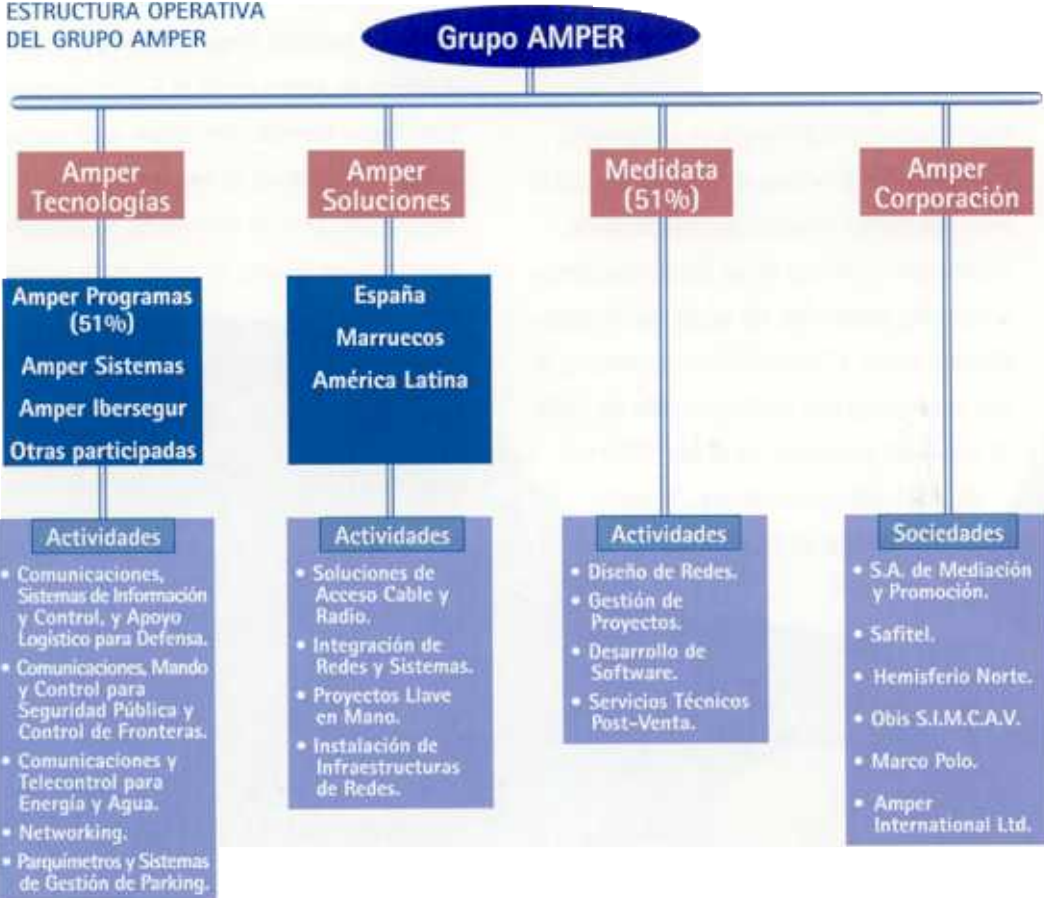 ESTRUCTURA OPERATIVA
DEL GRUPO AMPER
Grupo AMPER
Amper
Tecnologías
Amper Programas
(51%)
Amper Sistemas
Amper Ibersegur
Otras participadas
Actividades
• Comunicaciones,
Sistemas de Información
y Control, y Apoyo
Logístico para Defensa.
• Comunicaciones, Mando
y Control para
Seguridad Pública y
Control de Fronteras.
• Comunicaciones y
Telecontrol para
Energía y Agua.
• Networking.
• Parquímetros y Sistemas
de Gestión de Parking.
Amper
Soluciones
España
Marruecos
América Latina
Actividades
• Soluciones de
Acceso Cable y
Radio.
• Integración de
Redes y Sistemas.
• Proyectos Llave
en Mano.
• Instalación de
Infraestructuras
de Redes.
Medidata
(51%)
Actividades
• Diseño de Redes.
• Gestión de
Proyectos.
• Desarrollo de
Software.
• Servicios Técnicos
Post-Venta.
Amper
Corporación
Sociedades
• S.A. de Mediación
y Promoción.
• Safitel.
• Hemisferio Norte.
• Obis S.I.M.C.A.V.
• Marco Polo.
• Amper
International Ltd.